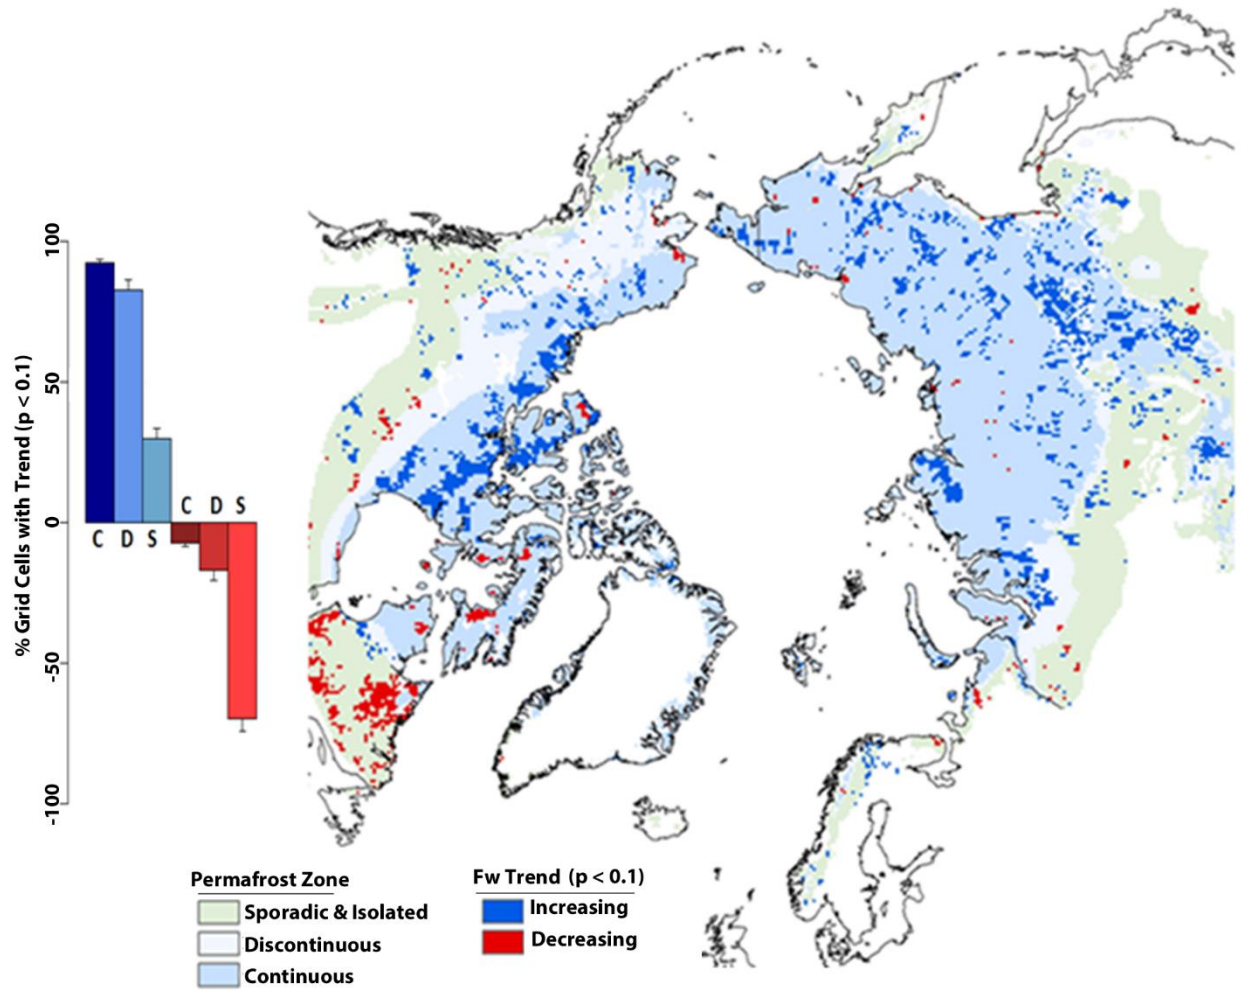 % Grid Cells with Trend (p < 0.1)
100
50
0
-50
-100
C D S
C D S
Permafrost Zone
Sporadic & Isolated
Discontinuous
Continuous
Fw Trend (p < 0.1)
Increasing
Decreasing